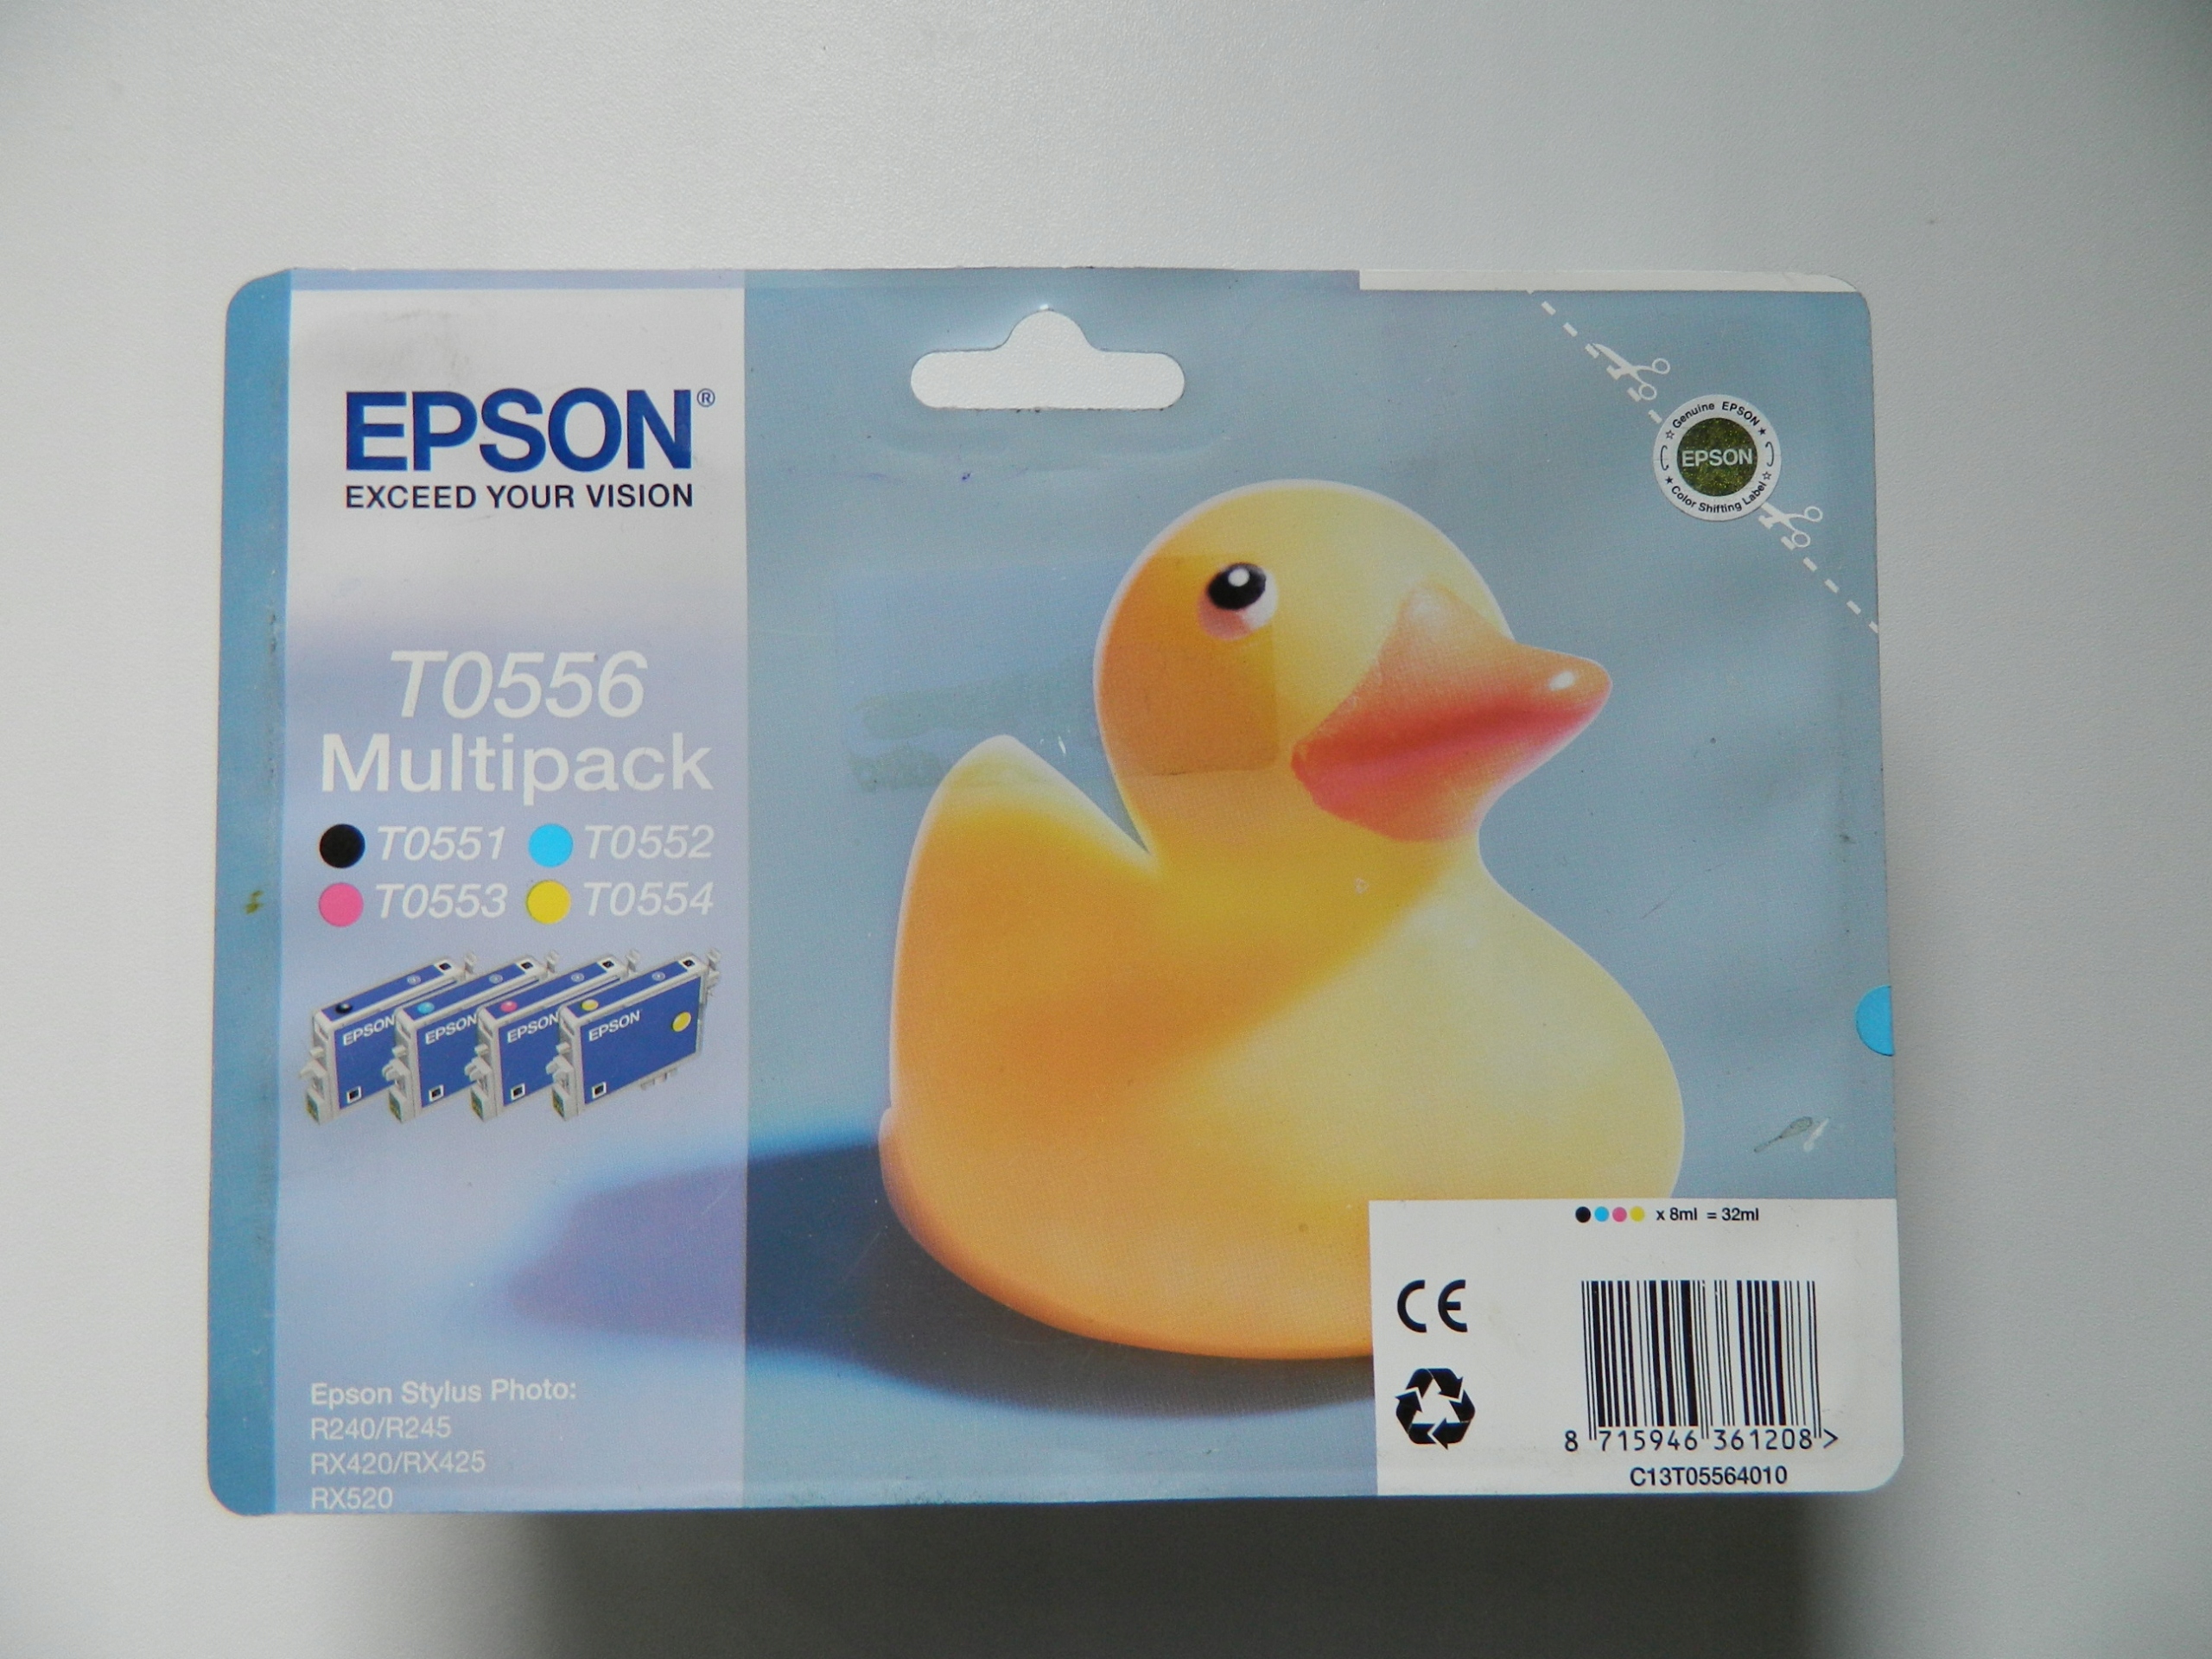 EPSON®
EXCEED YOUR VISION
T0556
Multipack
T0551 T0552
T0553 T0554
EPSON EPSON EPSON EPSON
Epson Stylus Photo:
R240/R245
RX420/RX425
RX520
Genuine EPSON
EPSON
Color Shifting Label
x 8ml = 32ml
CE
8 715946 361208 >
C13T05564010